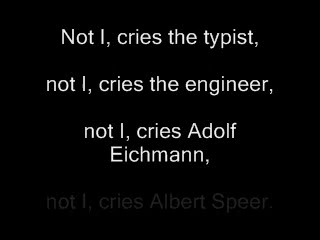 Not I, cries the typist,
not I, cries the engineer,
not I, cries Adolf
Eichmann,
not I, cries Albert Speer.